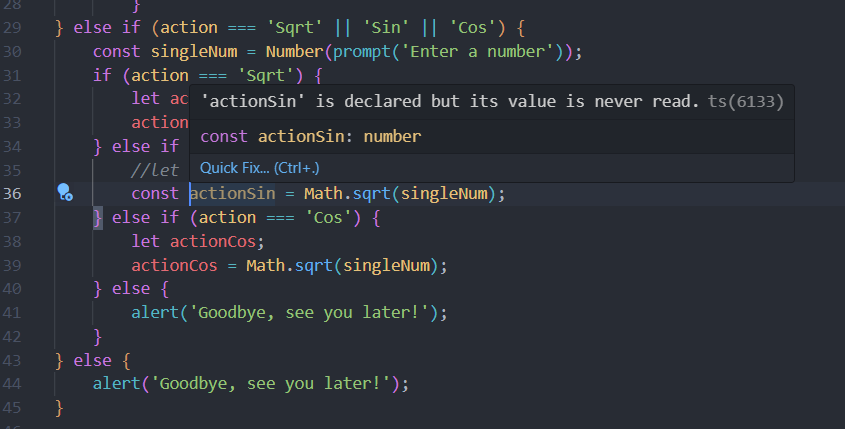 28 }
29 } else if (action === 'Sqrt' || 'Sin' || 'Cos') {
30 const singleNum = Number(prompt('Enter a number'));
31 if (action === 'Sqrt') {
32 let ac
'actionSin' is declared but its value is never read. ts(6133)
33 action
const actionSin: number
34 } else if
Quick Fix... (Ctrl+.)
35 //let
36 const actionSin = Math.sqrt(singleNum);
37 } else if (action === 'Cos') {
38 let actionCos;
39 actionCos = Math.sqrt(singleNum);
40 } else {
41 alert('Goodbye, see you later!');
42 }
43 } else {
44 alert('Goodbye, see you later!');
45 }
46